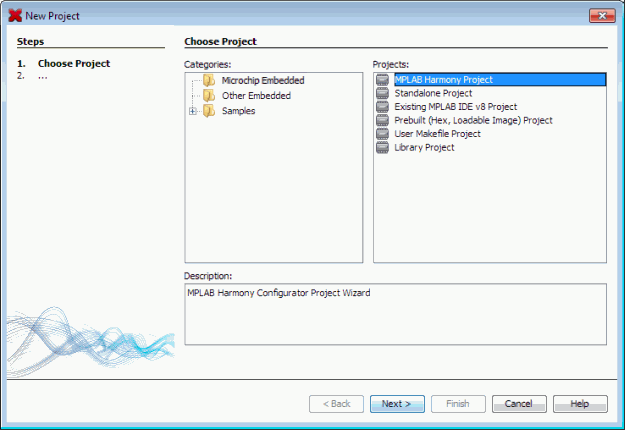 New Project
Steps
1. Choose Project
2. ...
Choose Project
Categories:
Microchip Embedded
Other Embedded
Samples
Projects:
MPLAB Harmony Project
Standalone Project
Existing MPLAB IDE v8 Project
Prebuilt (Hex, Loadable Image) Project
User Makefile Project
Library Project
Description:
MPLAB Harmony Configurator Project Wizard
< Back Next > Finish Cancel Help